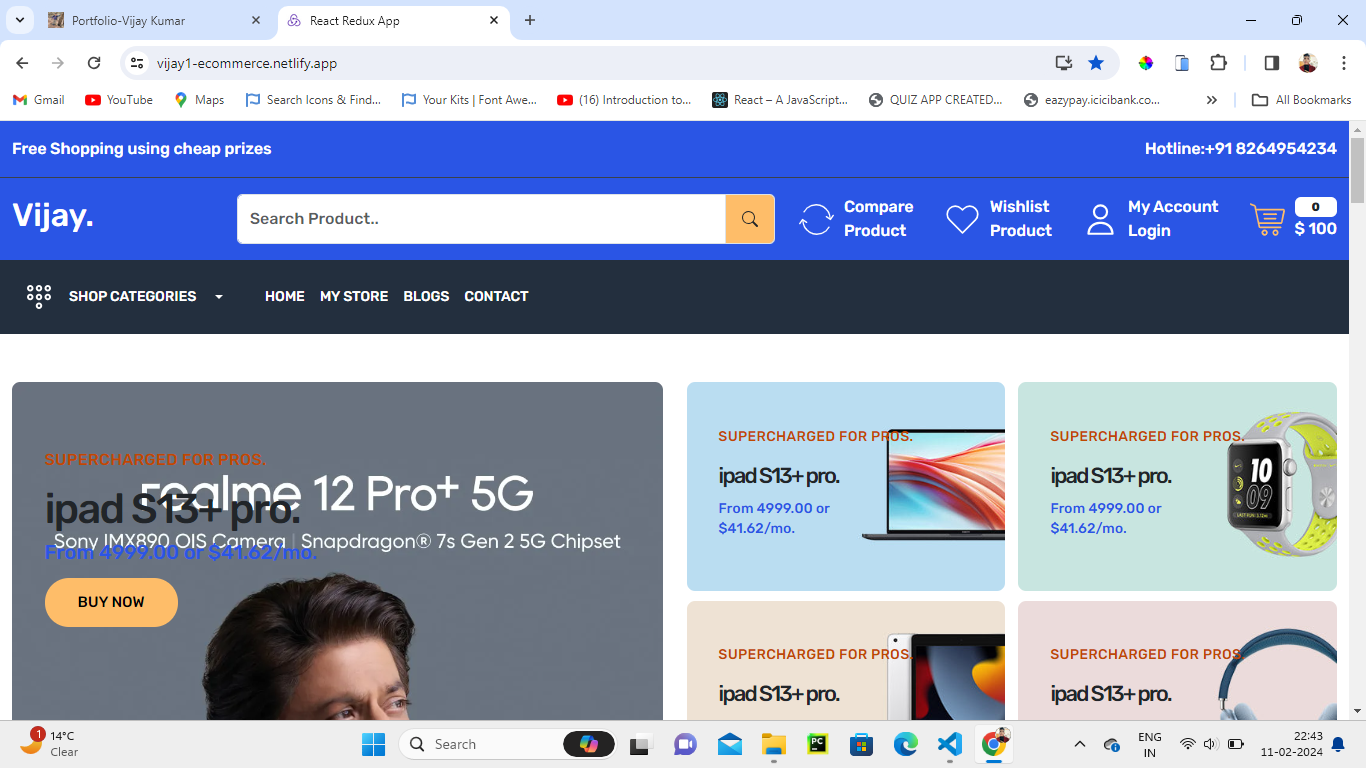 Portfolio-Vijay Kumar
React Redux App
vijay1-ecommerce.netlify.app
Gmail
YouTube
Maps
Search Icons & Find...
Your Kits | Font Awe...
(16) Introduction to...
React – A JavaScript...
QUIZ APP CREATED...
eazypay.icicibank.co...
All Bookmarks
Free Shopping using cheap prizes
Hotline:+91 8264954234
Vijay.
Search Product..
Compare
Product
Wishlist
Product
My Account
Login
0
$ 100
SHOP CATEGORIES
HOME
MY STORE
BLOGS
CONTACT
SUPERCHARGED FOR PROS.
realme 12 Pro+ 5G
ipad S13+ pro.
Sony IMX890 OIS Camera | Snapdragon® 7s Gen 2 5G Chipset
From 4999.00 or $41.62/mo.
BUY NOW
SUPERCHARGED FOR PROS.
ipad S13+ pro.
From 4999.00 or
$41.62/mo.
SUPERCHARGED FOR PROS.
ipad S13+ pro.
From 4999.00 or
$41.62/mo.
10
09
SUPERCHARGED FOR PROS.
ipad S13+ pro.
SUPERCHARGED FOR PROS.
ipad S13+ pro.
1
14°C
Clear
Search
PC
ENG
IN
22:43
11-02-2024